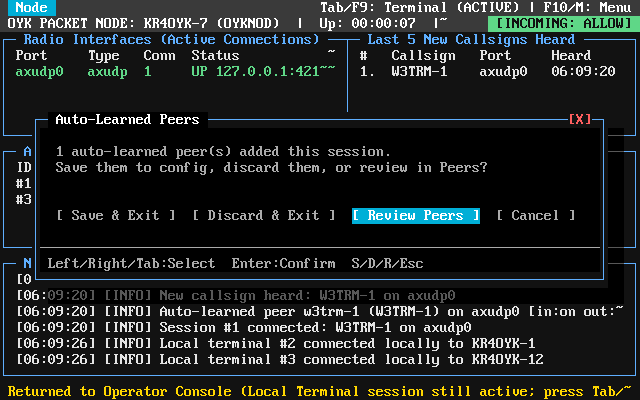 Node Tab/F9: Terminal (ACTIVE) | F10/M: Menu
OYK PACKET NODE: KR4OYK-7 (OYKNOD) | Up: 00:00:07 |~ [INCOMING: ALLOW]
Radio Interfaces (Active Connections)
Port Type Conn Status ~
axudp0 axudp 1 UP 127.0.0.1:421~~
Last 5 New Callsigns Heard
# Callsign Port Heard
1. W3TRM-1 axudp0 06:09:20
Auto-Learned Peers [X]
1 auto-learned peer(s) added this session.
Save them to config, discard them, or review in Peers?
[ Save & Exit ] [ Discard & Exit ] [ Review Peers ] [ Cancel ]
Left/Right/Tab:Select Enter:Confirm S/D/R/Esc
A
ID
#1
#3
N
[0
[06:09:20] [INFO] New callsign heard: W3TRM-1 on axudp0
[06:09:20] [INFO] Auto-learned peer w3trm-1 (W3TRM-1) on axudp0 [in:on out:~
[06:09:20] [INFO] Session #1 connected: W3TRM-1 on axudp0
[06:09:26] [INFO] Local terminal #2 connected locally to KR4OYK-1
[06:09:26] [INFO] Local terminal #3 connected locally to KR4OYK-12
Returned to Operator Console (Local Terminal session still active; press Tab/~